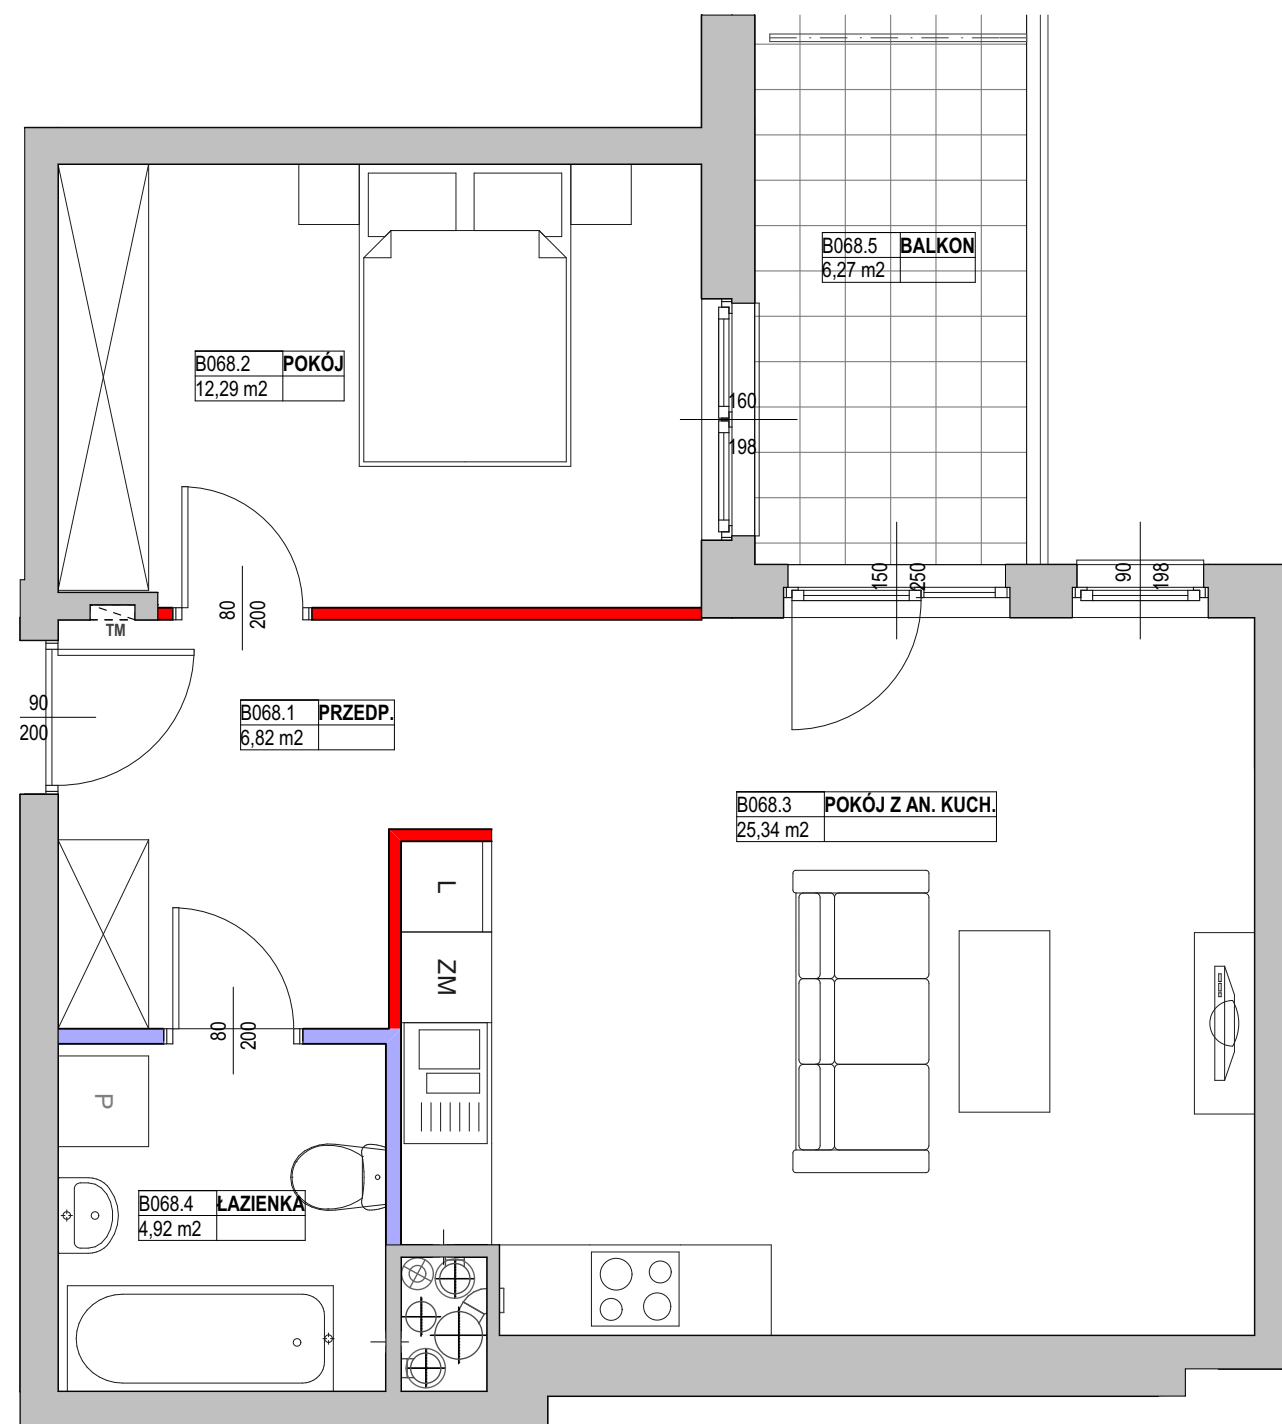 B068.5 BALKON
6,27 m2
B068.2 POKÓJ
12,29 m2
160
198
150
250
90
198
80
200
TM
90
200
B068.1 PRZEDP.
6,82 m2
B068.3 POKÓJ Z AN. KUCH.
25,34 m2
L
ZM
80
200
P
B068.4 ŁAZIENKA
4,92 m2